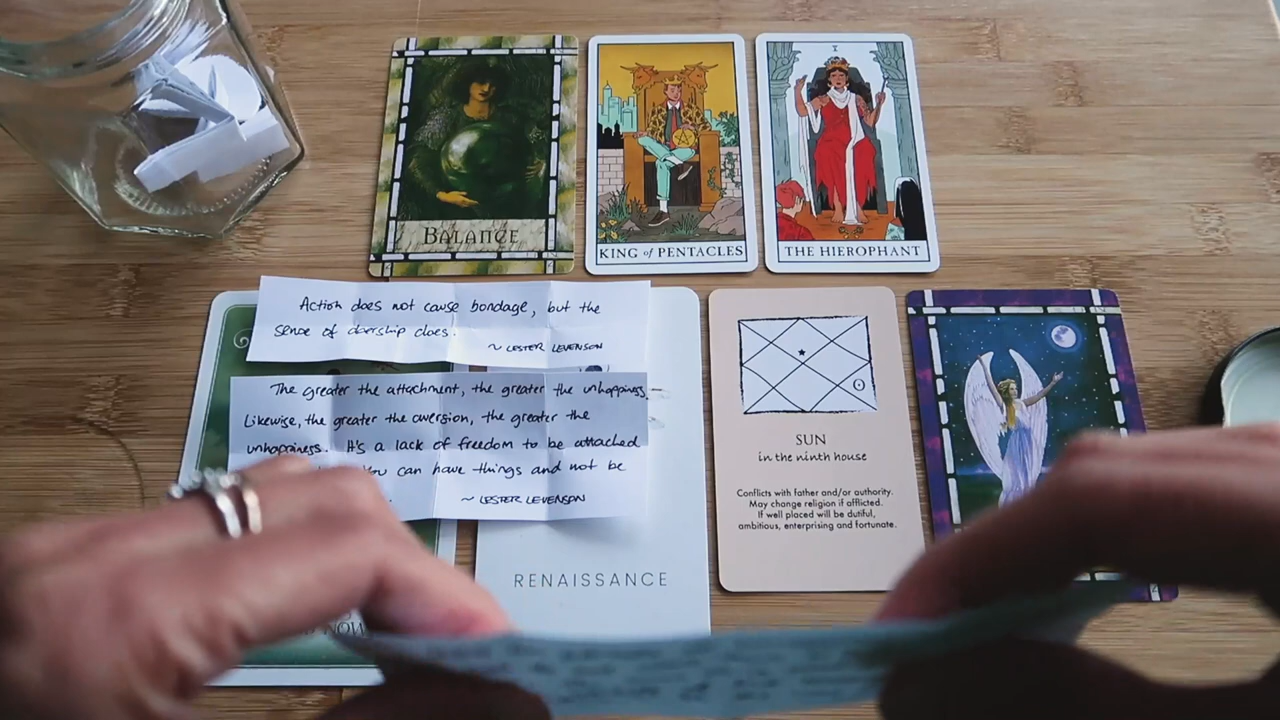 BALANCE
KING of PENTACLES
I
THE HIEROPHANT
Action does not cause bondage, but the
sense of doership does.
~ LESTER LEVENSON
The greater the attachment, the greater the unhappiness.
Likewise, the greater the aversion, the greater the
unhappiness. It's a lack of freedom to be attached
You can have things and not be
~ LESTER LEVENSON
RENAISSANCE
SUN
in the ninth house
Conflicts with father and/or authority.
May change religion if afflicted.
If well placed will be dutiful,
ambitious, enterprising and fortunate.
NOW